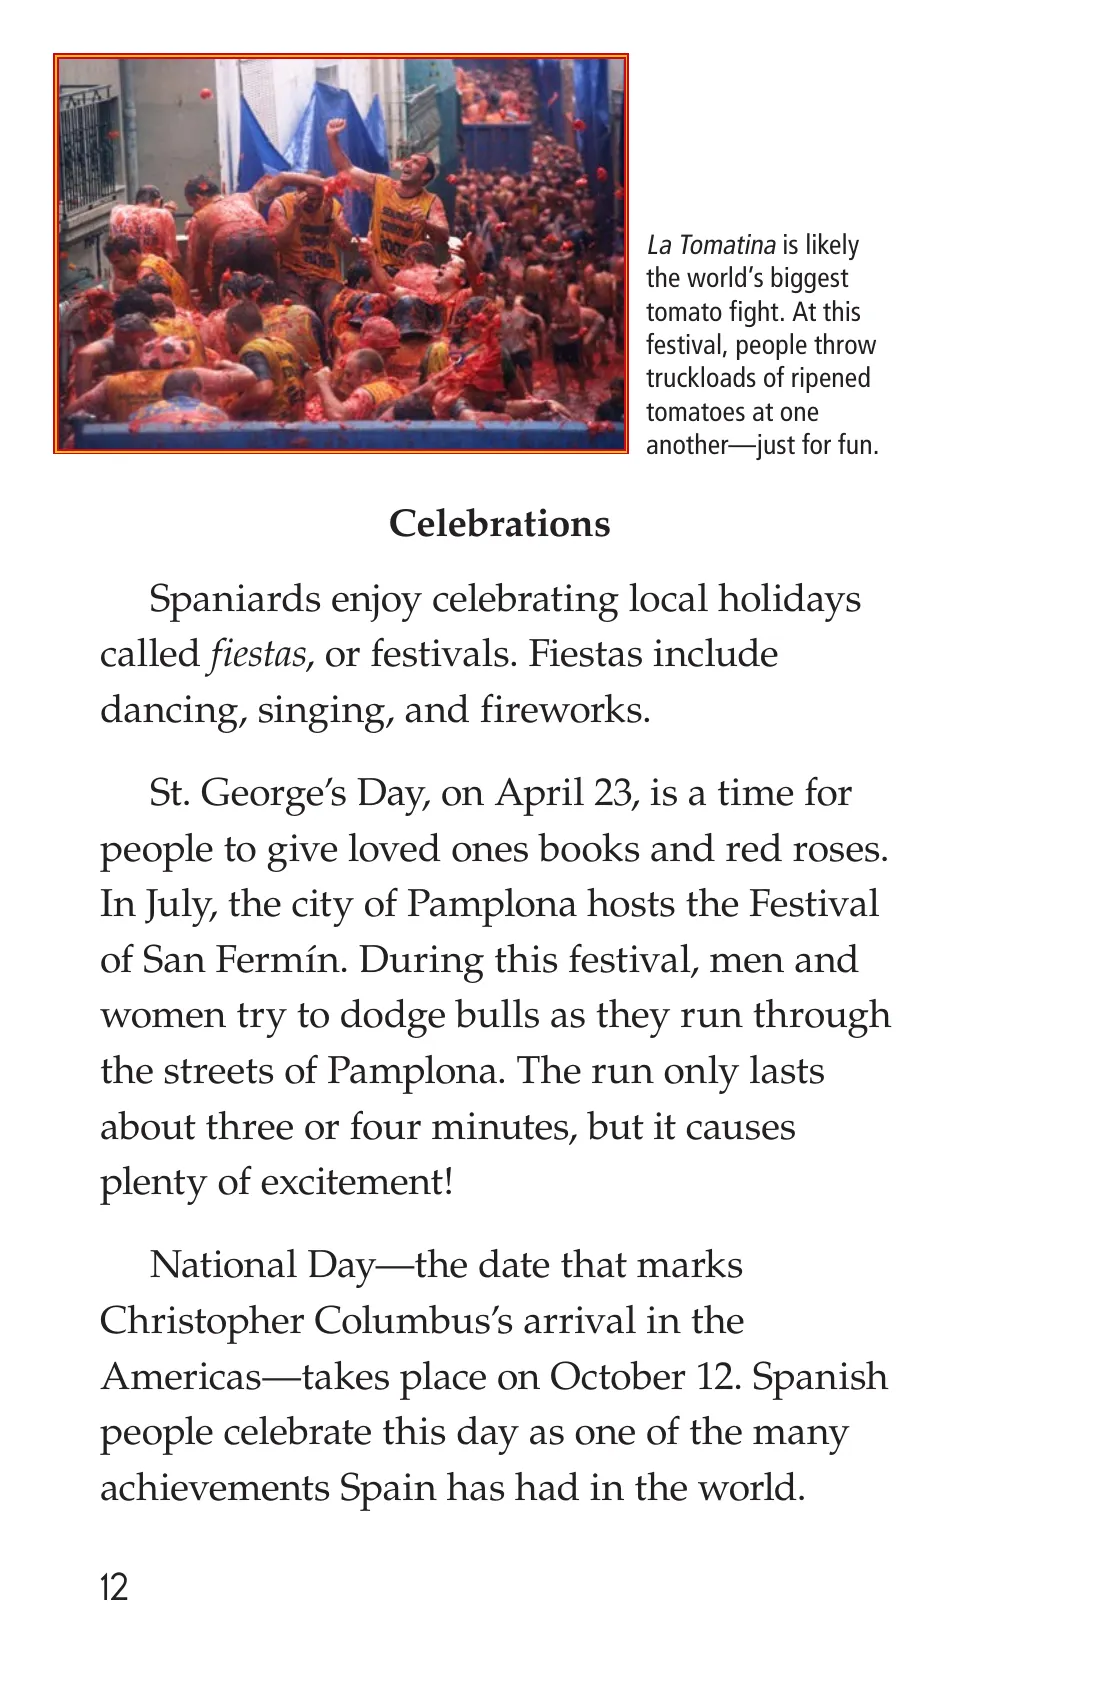 La Tomatina is likely
the world’s biggest
tomato fight. At this
festival, people throw
truckloads of ripened
tomatoes at one
another—just for fun.
Celebrations
Spaniards enjoy celebrating local holidays
called fiestas, or festivals. Fiestas include
dancing, singing, and fireworks.
St. George’s Day, on April 23, is a time for
people to give loved ones books and red roses.
In July, the city of Pamplona hosts the Festival
of San Fermín. During this festival, men and
women try to dodge bulls as they run through
the streets of Pamplona. The run only lasts
about three or four minutes, but it causes
plenty of excitement!
National Day—the date that marks
Christopher Columbus’s arrival in the
Americas—takes place on October 12. Spanish
people celebrate this day as one of the many
achievements Spain has had in the world.
12